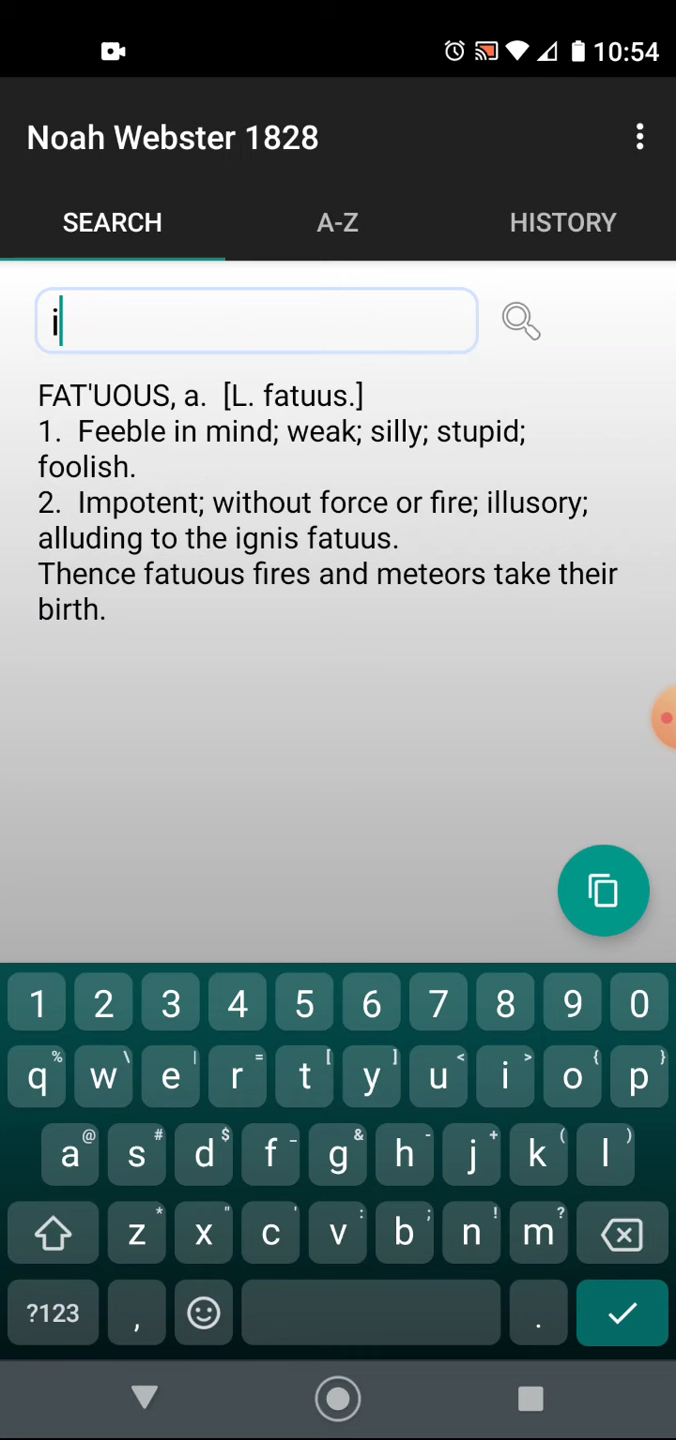 10:54
Noah Webster 1828
SEARCH A-Z HISTORY
i
FAT'UOUS, a. [L. fatuus.]
1. Feeble in mind; weak; silly; stupid;
foolish.
2. Impotent; without force or fire; illusory;
alluding to the ignis fatuus.
Thence fatuous fires and meteors take their
birth.
1 2 3 4 5 6 7 8 9 0
% \ | = [ ] < > { }
q w e r t y u i o p
@ # $ _ & - + ( )
a s d f g h j k l
* " ' : ; ! ?
z x c v b n m
?123 , .